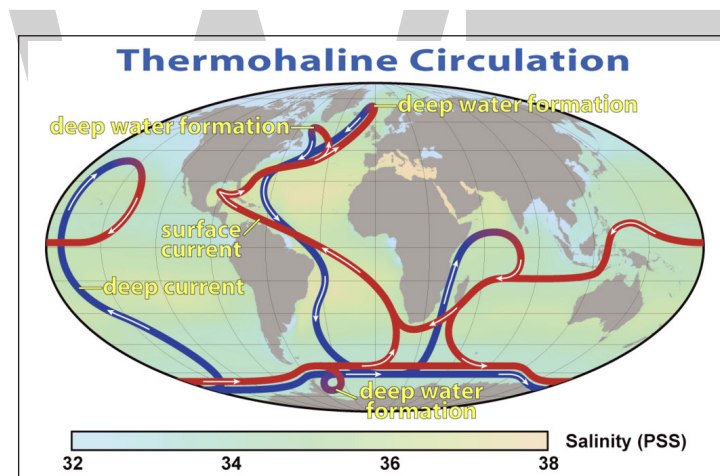 Thermohaline Circulation
deep water formation
deep water formation
surface
current
deep current
deep water
formation
Salinity (PSS)
32 34 36 38